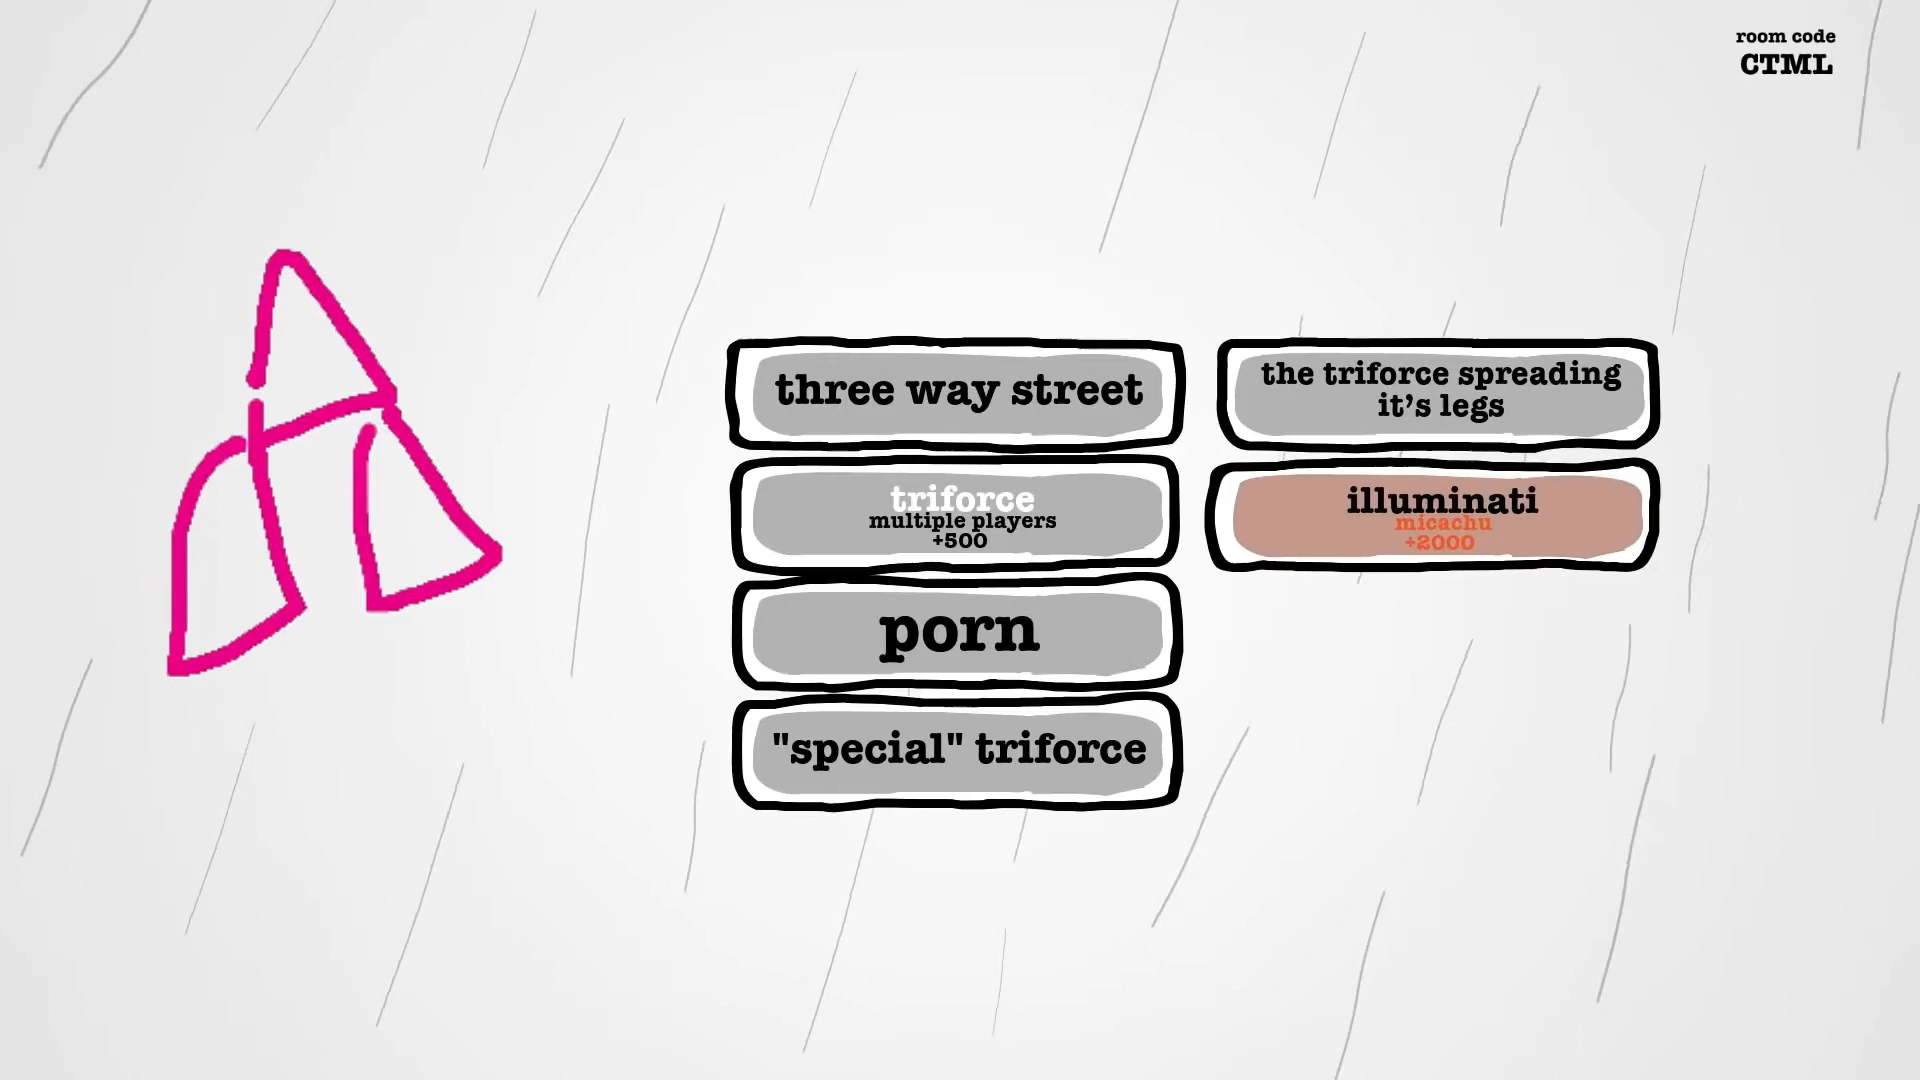 room code
CTML
three way street
the triforce spreading
it's legs
triforce
multiple players
+500
illuminati
micachu
+2000
porn
"special" triforce